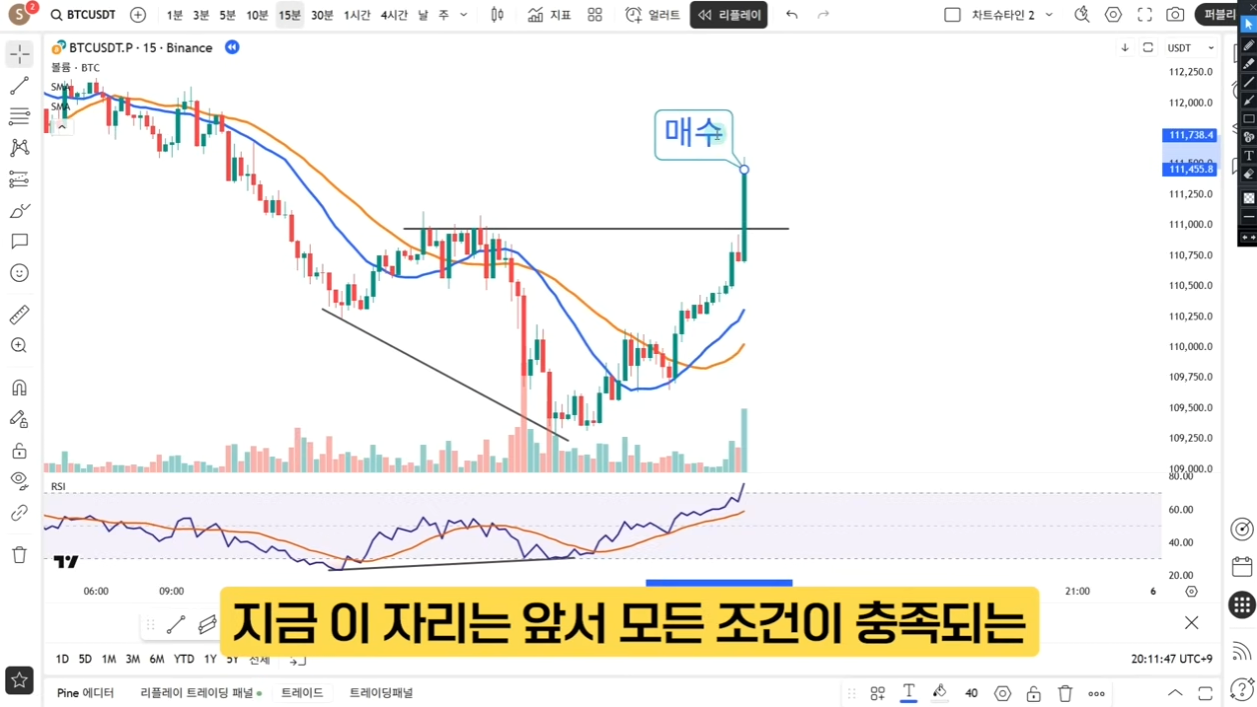 S 2 BTCUSDT 1분 3분 5분 10분 15분 30분 1시간 4시간 날 주 지표 얼러트 리플레이 차트슈타인 2 퍼블리
BTCUSDT.P · 15 · Binance
USDT
볼륨 · BTC
SMA
SMA
매수
112,250.0
112,000.0
111,738.4
111,500.0
111,455.8
111,250.0
111,000.0
110,750.0
110,500.0
110,250.0
110,000.0
109,750.0
109,500.0
109,250.0
109,000.0
RSI
80.00
60.00
40.00
20.00
06:00 09:00 21:00 6
지금 이 자리는 앞서 모든 조건이 충족되는
1D 5D 1M 3M 6M YTD 1Y 5Y 전체
20:11:47 UTC+9
Pine 에디터 리플레이 트레이딩 패널 트레이드 트레이딩패널
T 40